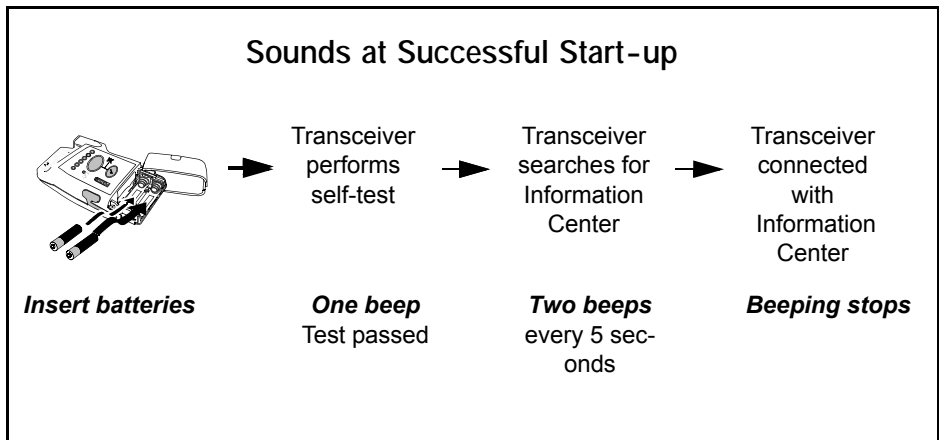 Sounds at Successful Start-up
Transceiver
performs
self-test
Transceiver
searches for
Information
Center
Transceiver
connected
with
Information
Center
Insert batteries
One beep
Test passed
Two beeps
every 5 sec-
onds
Beeping stops